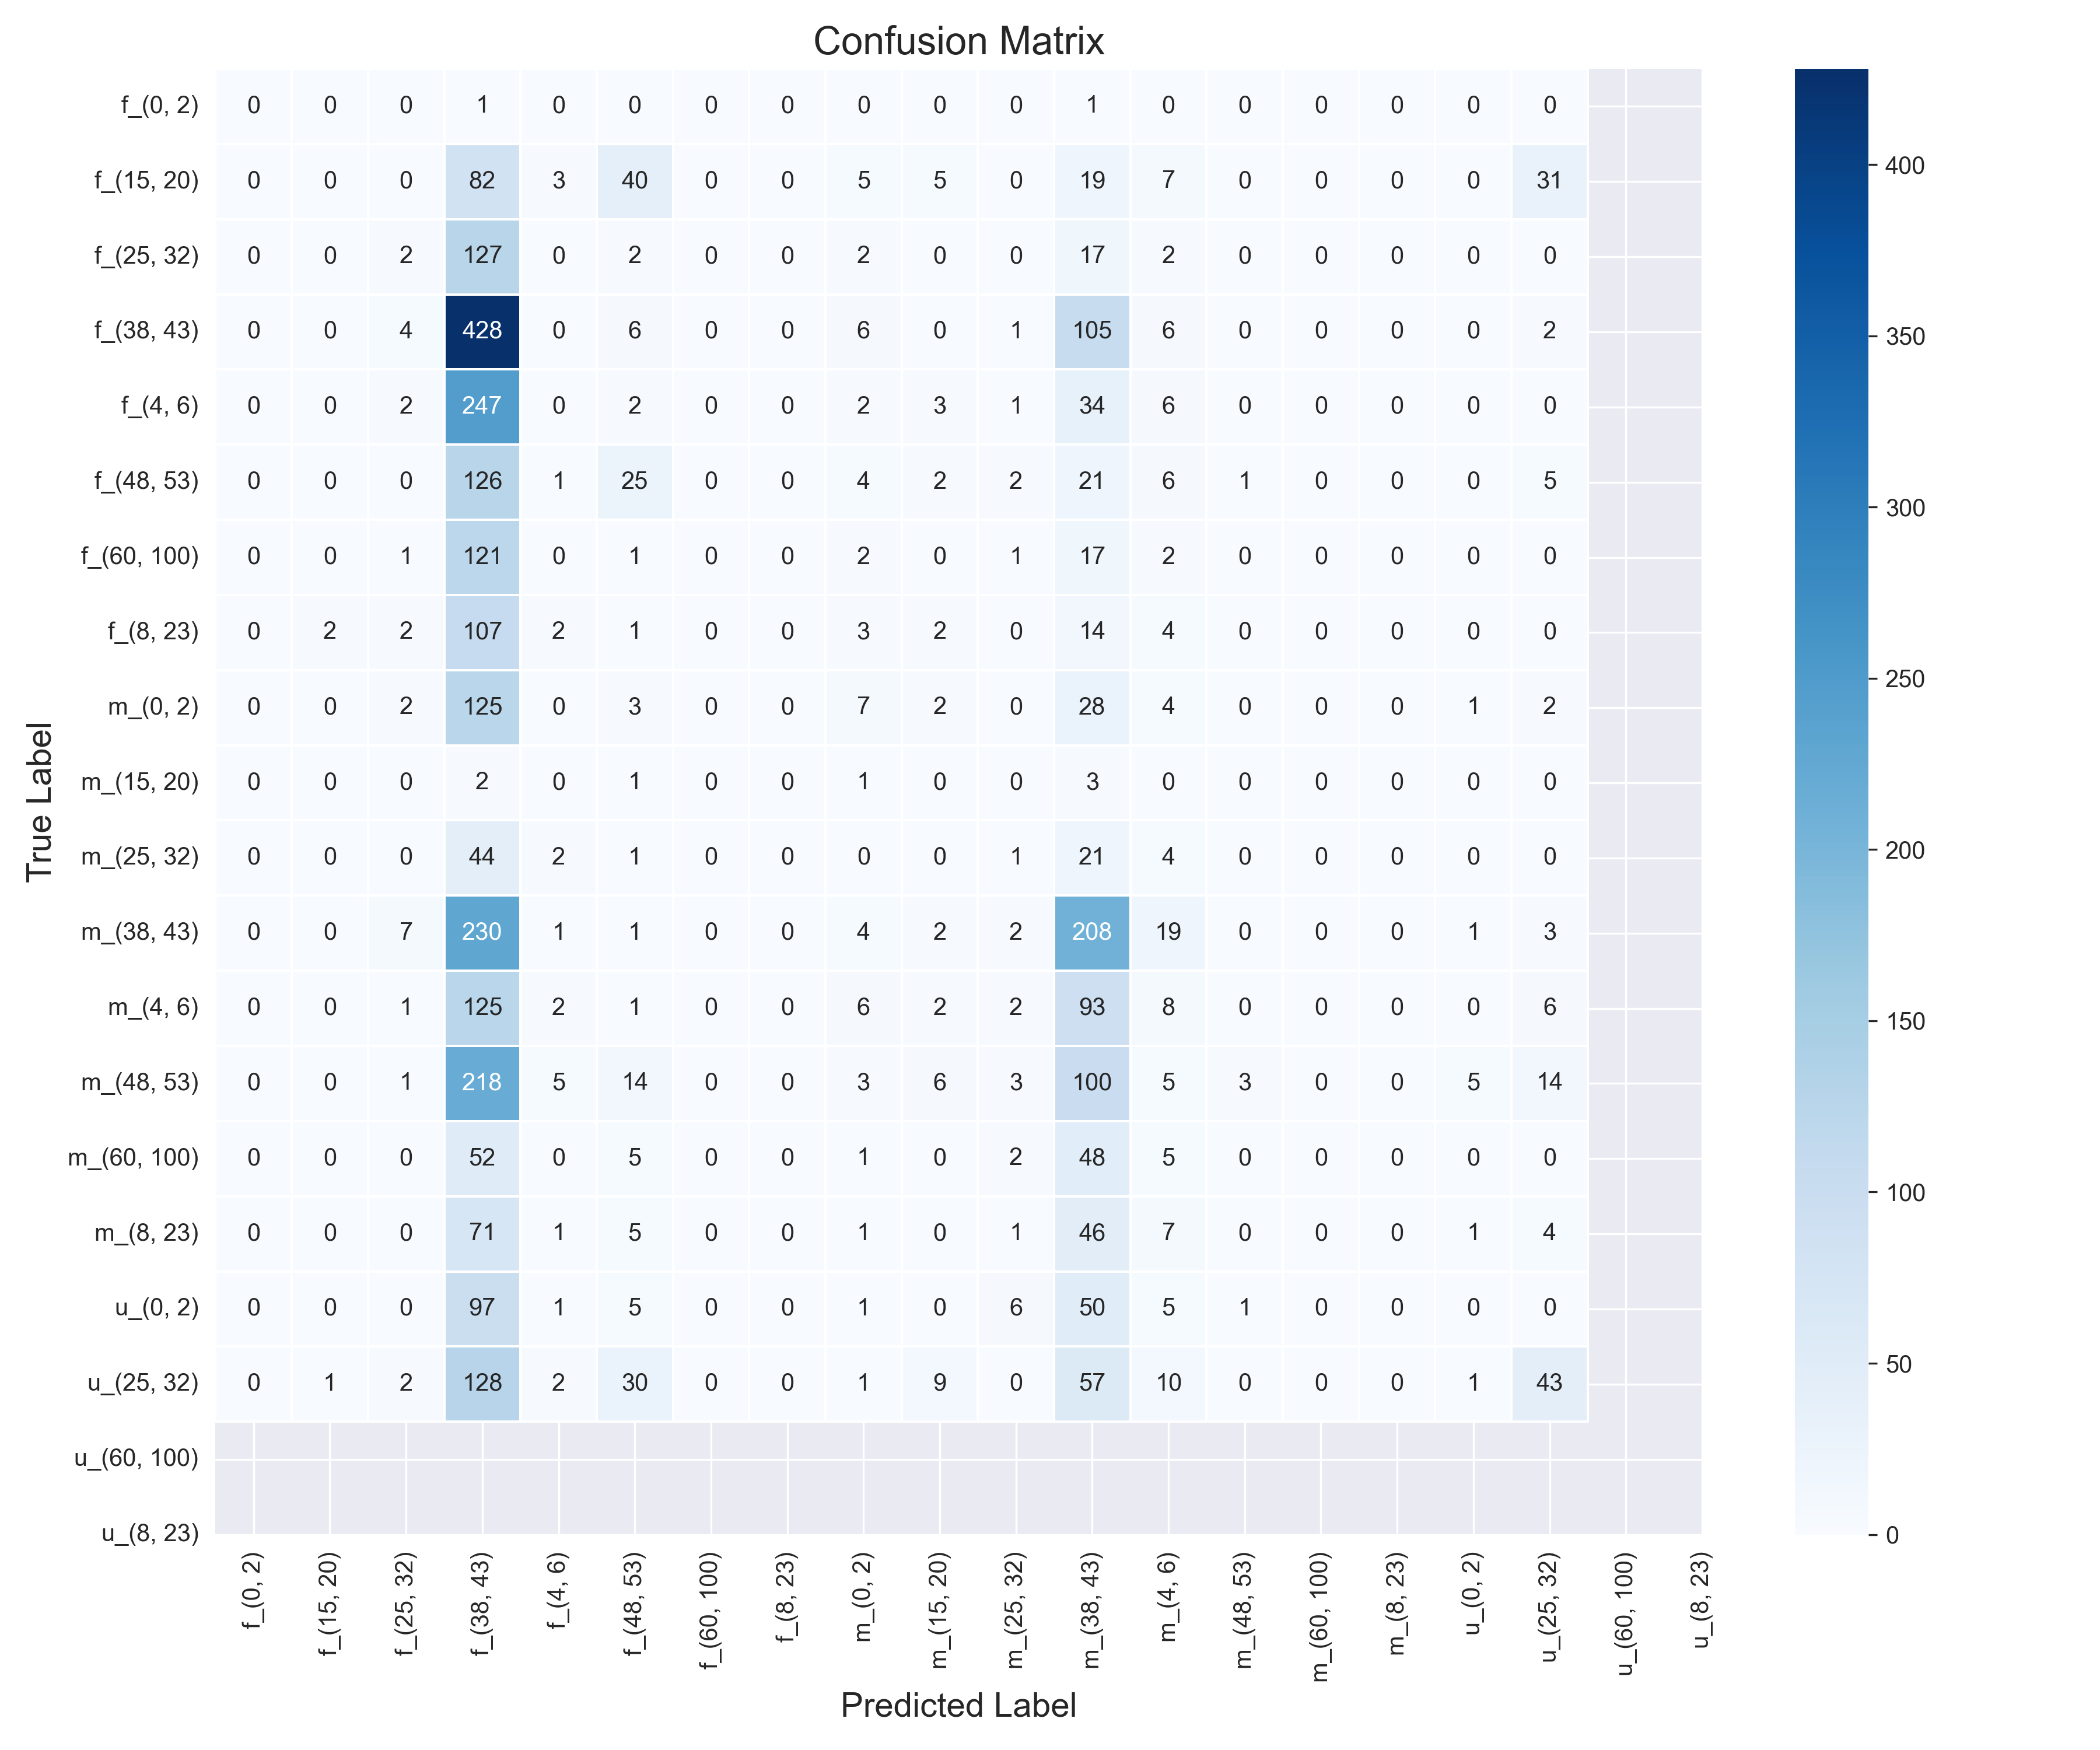 Confusion Matrix
True Label
f_(0, 2) 0 0 0 1 0 0 0 0 0 0 0 1 0 0 0 0 0 0
f_(15, 20) 0 0 0 82 3 40 0 0 5 5 0 19 7 0 0 0 0 31
f_(25, 32) 0 0 2 127 0 2 0 0 2 0 0 17 2 0 0 0 0 0
f_(38, 43) 0 0 4 428 0 6 0 0 6 0 1 105 6 0 0 0 0 2
f_(4, 6) 0 0 2 247 0 2 0 0 2 3 1 34 6 0 0 0 0 0
f_(48, 53) 0 0 0 126 1 25 0 0 4 2 2 21 6 1 0 0 0 5
f_(60, 100) 0 0 1 121 0 1 0 0 2 0 1 17 2 0 0 0 0 0
f_(8, 23) 0 2 2 107 2 1 0 0 3 2 0 14 4 0 0 0 0 0
m_(0, 2) 0 0 2 125 0 3 0 0 7 2 0 28 4 0 0 0 1 2
m_(15, 20) 0 0 0 2 0 1 0 0 1 0 0 3 0 0 0 0 0 0
m_(25, 32) 0 0 0 44 2 1 0 0 0 0 1 21 4 0 0 0 0 0
m_(38, 43) 0 0 7 230 1 1 0 0 4 2 2 208 19 0 0 0 1 3
m_(4, 6) 0 0 1 125 2 1 0 0 6 2 2 93 8 0 0 0 0 6
m_(48, 53) 0 0 1 218 5 14 0 0 3 6 3 100 5 3 0 0 5 14
m_(60, 100) 0 0 0 52 0 5 0 0 1 0 2 48 5 0 0 0 0 0
m_(8, 23) 0 0 0 71 1 5 0 0 1 0 1 46 7 0 0 0 1 4
u_(0, 2) 0 0 0 97 1 5 0 0 1 0 6 50 5 1 0 0 0 0
u_(25, 32) 0 1 2 128 2 30 0 0 1 9 0 57 10 0 0 0 1 43
u_(60, 100)
u_(8, 23)
f_(0, 2) f_(15, 20) f_(25, 32) f_(38, 43) f_(4, 6) f_(48, 53) f_(60, 100) f_(8, 23) m_(0, 2) m_(15, 20) m_(25, 32) m_(38, 43) m_(4, 6) m_(48, 53) m_(60, 100) m_(8, 23) u_(0, 2) u_(25, 32) u_(60, 100) u_(8, 23)
Predicted Label
400
350
300
250
200
150
100
50
0